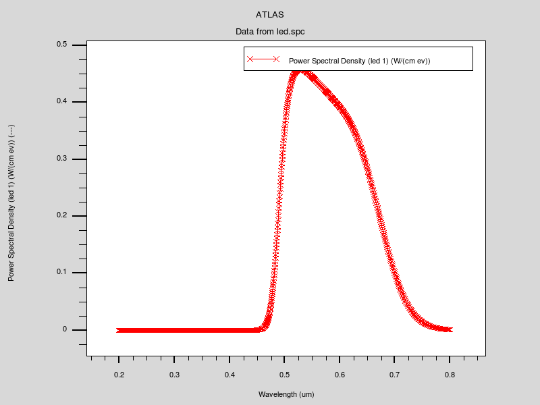 ATLAS
Data from led.spc
Power Spectral Density (led 1) (W/(cm ev))
Power Spectral Density (led 1) (W/(cm ev)) (---)
0.5
0.4
0.3
0.2
0.1
0
0.2 0.3 0.4 0.5 0.6 0.7 0.8
Wavelength (um)